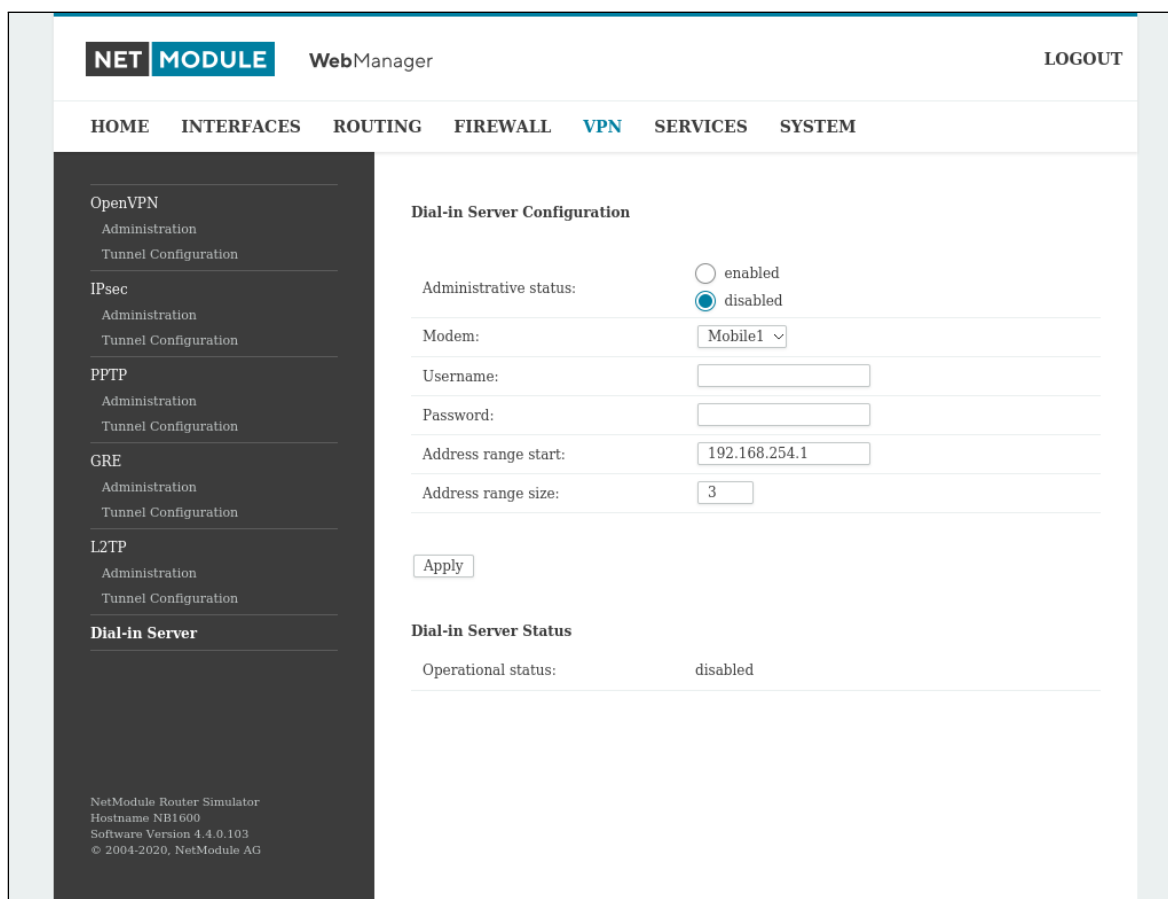 NET MODULE WebManager LOGOUT
HOME INTERFACES ROUTING FIREWALL VPN SERVICES SYSTEM
OpenVPN
Administration
Tunnel Configuration
IPsec
Administration
Tunnel Configuration
PPTP
Administration
Tunnel Configuration
GRE
Administration
Tunnel Configuration
L2TP
Administration
Tunnel Configuration
Dial-in Server
NetModule Router Simulator
Hostname NB1600
Software Version 4.4.0.103
© 2004-2020, NetModule AG
Dial-in Server Configuration
Administrative status:
enabled
disabled
Modem: Mobile1
Username:
Password:
Address range start: 192.168.254.1
Address range size: 3
Apply
Dial-in Server Status
Operational status: disabled